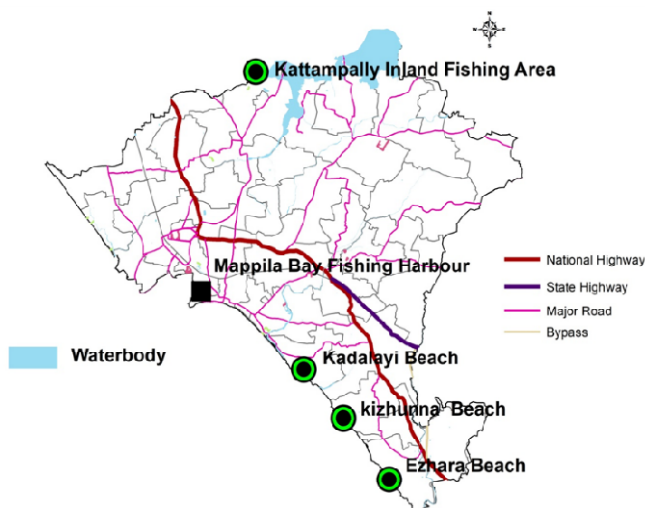 N
W
E
S
Kattampally Inland Fishing Area
Mappila Bay Fishing Harbour
National Highway
State Highway
Major Road
Bypass
Waterbody
Kadalayi Beach
kizhunna Beach
Ezhara Beach